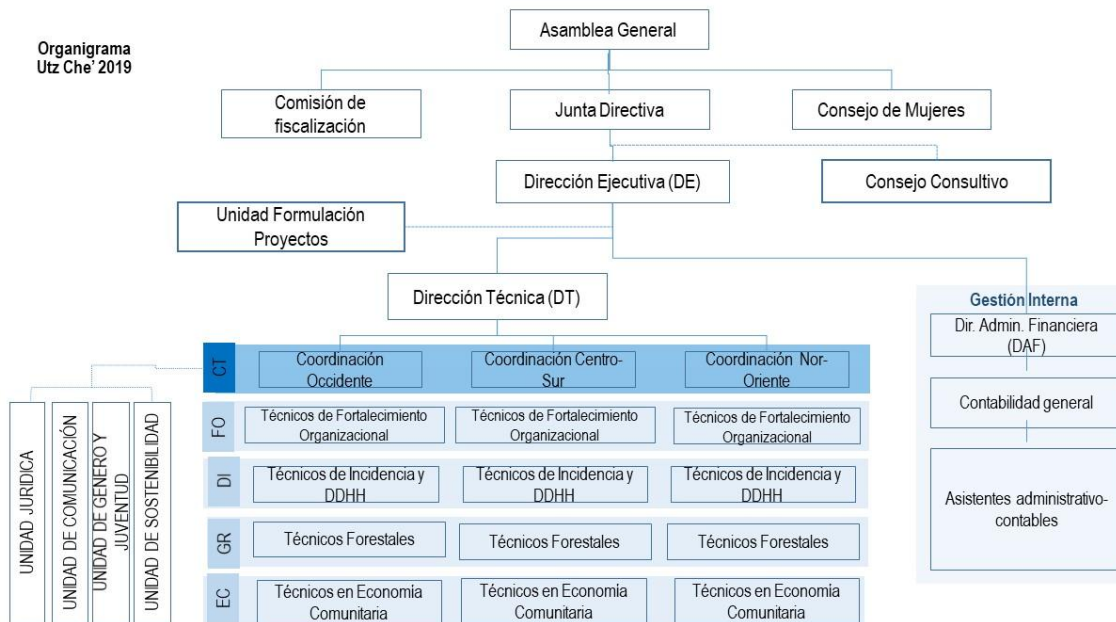 Organigrama
Utz Che’ 2019
Asamblea General
Comisión de
fiscalización
Junta Directiva
Consejo de Mujeres
Dirección Ejecutiva (DE)
Consejo Consultivo
Unidad Formulación
Proyectos
Dirección Técnica (DT)
Gestión Interna
Dir. Admin. Financiera
(DAF)
Contabilidad general
Asistentes administrativo-
contables
CT
Coordinación
Occidente
Coordinación Centro-
Sur
Coordinación Nor-
Oriente
FO
Técnicos de Fortalecimiento
Organizacional
Técnicos de Fortalecimiento
Organizacional
Técnicos de Fortalecimiento
Organizacional
DI
Técnicos de Incidencia y
DDHH
Técnicos de Incidencia y
DDHH
Técnicos de Incidencia y
DDHH
GR
Técnicos Forestales
Técnicos Forestales
Técnicos Forestales
EC
Técnicos en Economía
Comunitaria
Técnicos en Economía
Comunitaria
Técnicos en Economía
Comunitaria
UNIDAD JURIDICA
UNIDAD DE COMUNICACIÓN
UNIDAD DE GENERO Y
JUVENTUD
UNIDAD DE SOSTENIBILIDAD